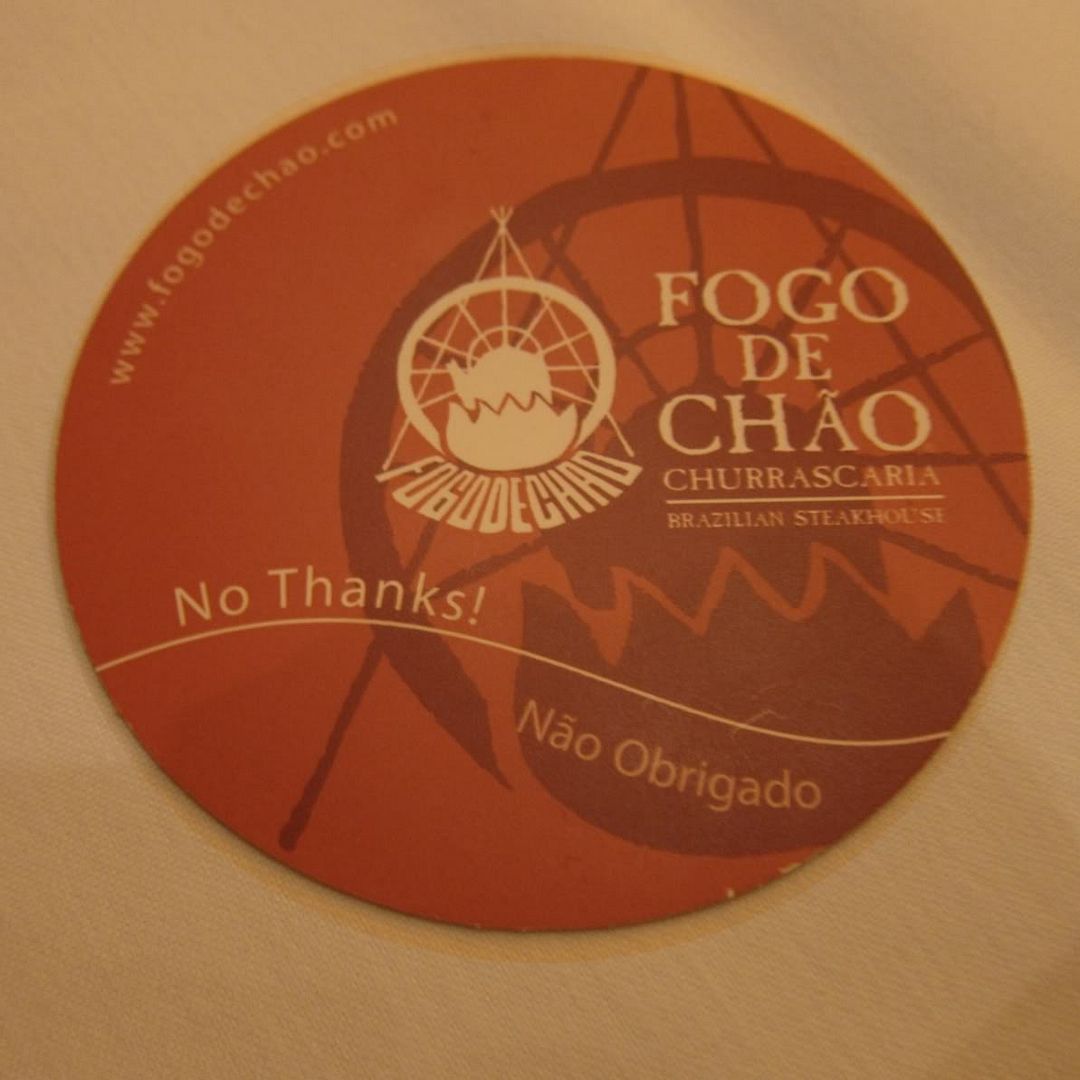 www.fogodechao.com
FOGODECHAO
FOGO
DE
CHÃO
CHURRASCARIA
BRAZILIAN STEAKHOUSE
No Thanks!
Não Obrigado